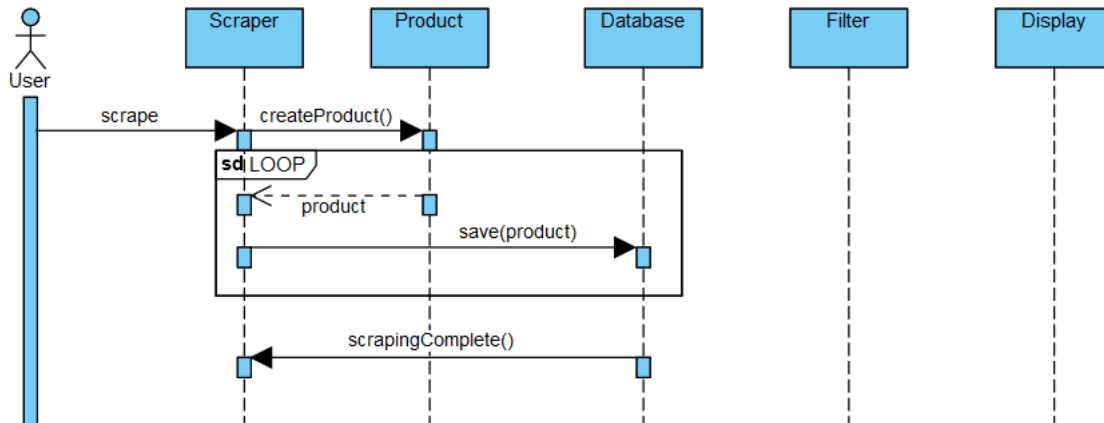 Scraper
Product
Database
Filter
Display
User
scrape
createProduct()
sd LOOP
product
save(product)
scrapingComplete()